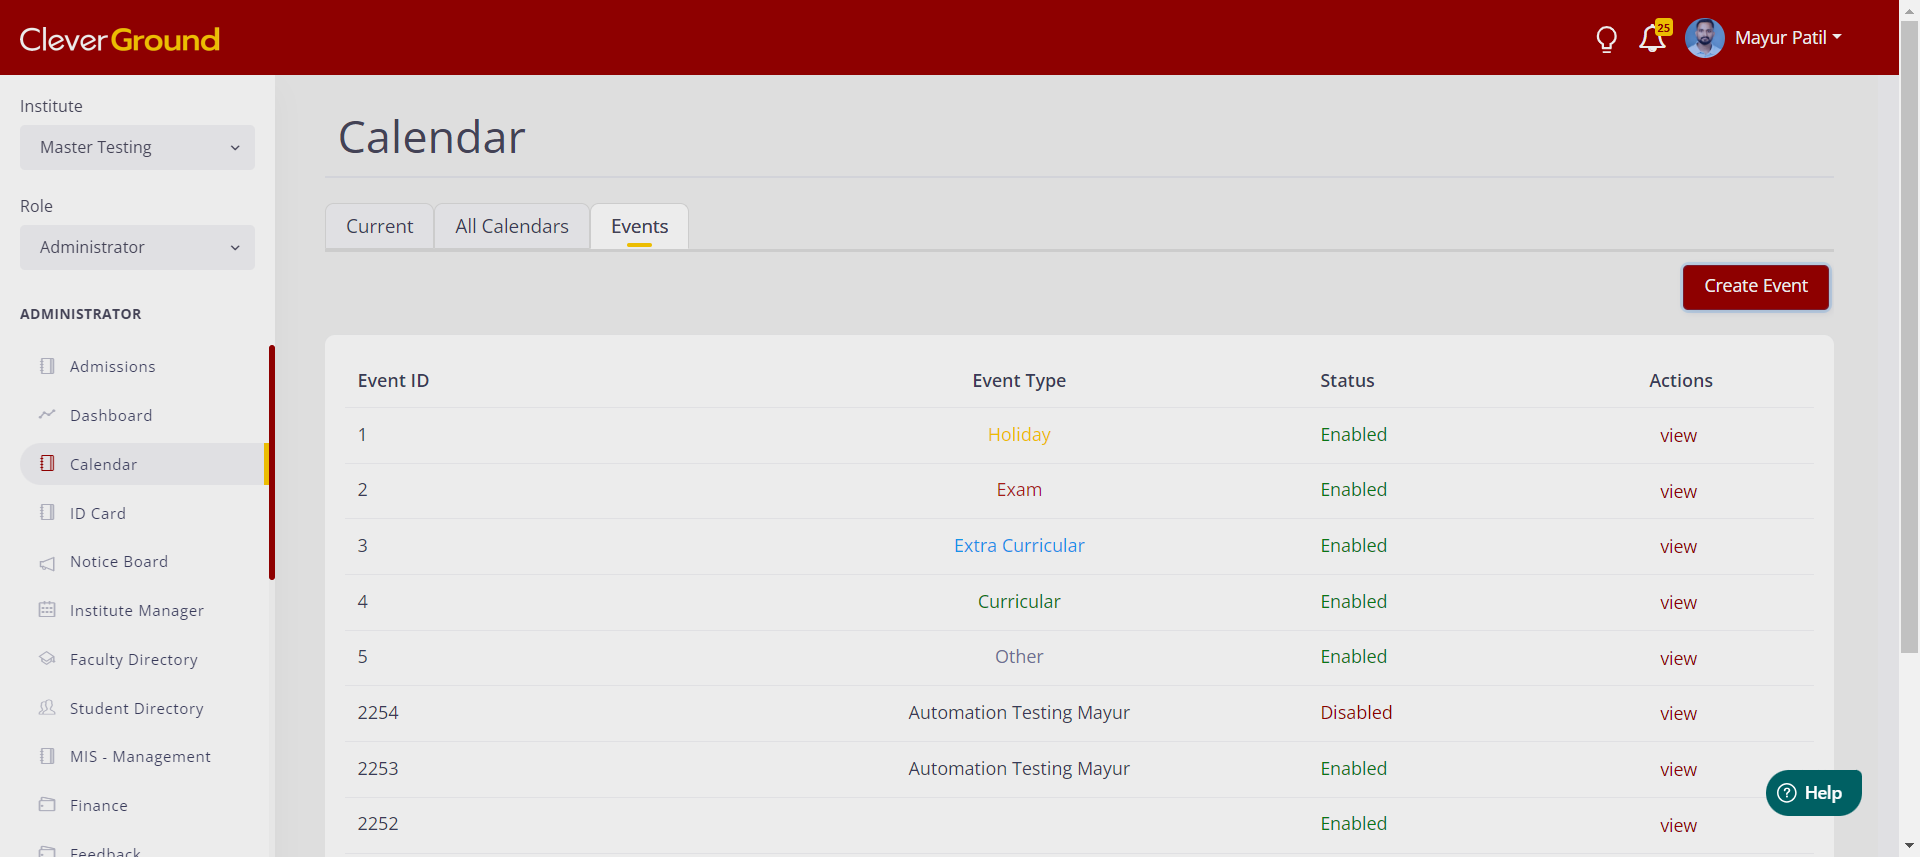 CleverGround
25
Mayur Patil
Institute
Master Testing
Role
Administrator
ADMINISTRATOR
Admissions
Dashboard
Calendar
ID Card
Notice Board
Institute Manager
Faculty Directory
Student Directory
MIS - Management
Finance
Feedback
Calendar
Current
All Calendars
Events
Create Event
Event ID Event Type Status Actions
1 Holiday Enabled view
2 Exam Enabled view
3 Extra Curricular Enabled view
4 Curricular Enabled view
5 Other Enabled view
2254 Automation Testing Mayur Disabled view
2253 Automation Testing Mayur Enabled view
2252 Enabled view
Help